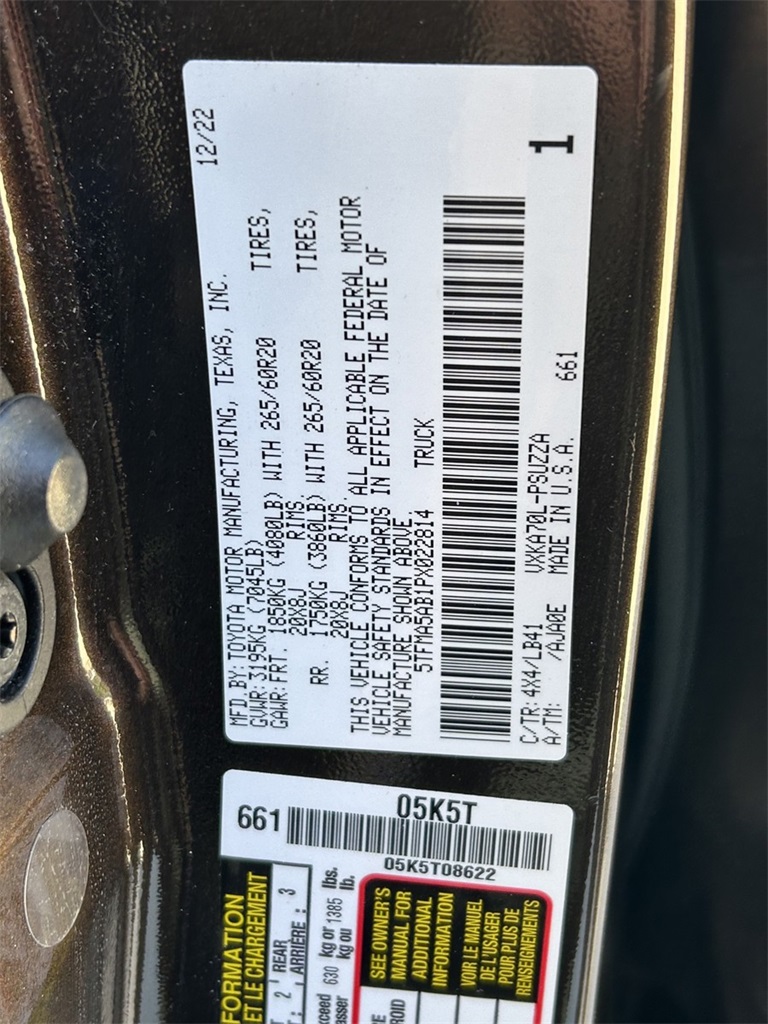 MFD.BY: TOYOTA MOTOR MANUFACTURING, TEXAS, INC. 12/22
GVWR: 3195KG (7045LB)
GAWR: FRT. 1850KG (4080LB) WITH 265/60R20 TIRES,
20X8J RIMS.
RR. 1750KG (3860LB) WITH 265/60R20 TIRES,
20X8J RIMS.
THIS VEHICLE CONFORMS TO ALL APPLICABLE FEDERAL MOTOR
VEHICLE SAFETY STANDARDS IN EFFECT ON THE DATE OF
MANUFACTURE SHOWN ABOVE.
5TFMA5AB1PX022814 TRUCK
C/TR: 4X4/LB41 VXKA70L-PSUZZA
A/TM: /AJA0E MADE IN U.S.A. 661
1
661
05K5T
05K5T08622
FORMATION
ET LE CHARGEMENT
2 REAR
ARRIÈRE : 3
630 kg or 1385 lbs.
kg ou lb.
SEE OWNER'S
MANUAL FOR
ADDITIONAL
INFORMATION
VOIR LE MANUEL
DE L'USAGER
POUR PLUS DE
RENSEIGNEMENTS